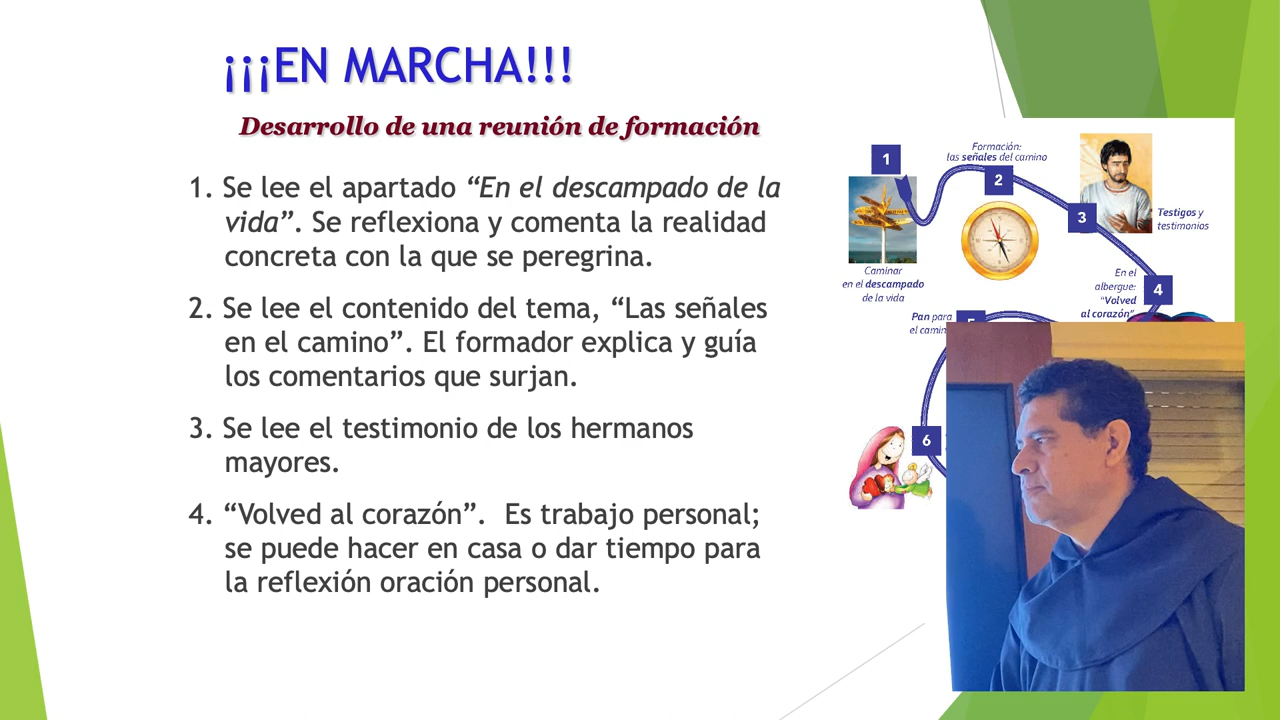 ¡¡¡EN MARCHA!!!
Desarrollo de una reunión de formación
1. Se lee el apartado “En el descampado de la
vida”. Se reflexiona y comenta la realidad
concreta con la que se peregrina.
2. Se lee el contenido del tema, “Las señales
en el camino”. El formador explica y guía
los comentarios que surjan.
3. Se lee el testimonio de los hermanos
mayores.
4. “Volved al corazón”.  Es trabajo personal;
se puede hacer en casa o dar tiempo para
la reflexión oración personal.
1
Caminar
en el descampado
de la vida
Formación:
las señales del camino
2
3
Testigos y
testimonios
En el
albergue:
“Volved
al corazón”
4
Pan para
el camin
5
6